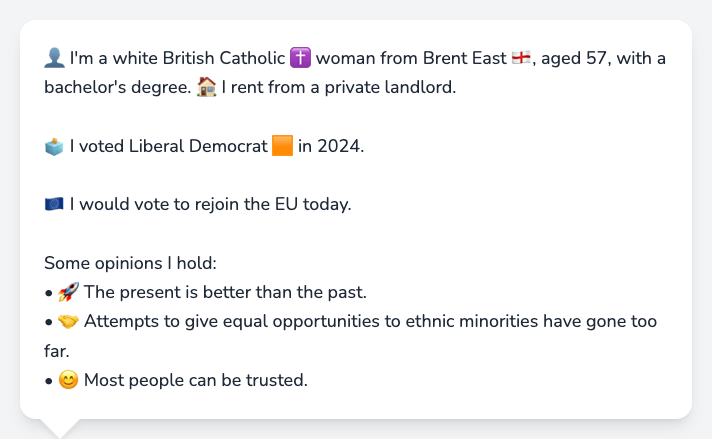 👤 I'm a white British Catholic ✝️ woman from Brent East 🏴󠁧󠁢󠁥󠁮󠁧󠁿, aged 57, with a
bachelor's degree. 🏠 I rent from a private landlord.
🗳️ I voted Liberal Democrat 🟧 in 2024.
🇪🇺 I would vote to rejoin the EU today.
Some opinions I hold:
• 🚀 The present is better than the past.
• 🤝 Attempts to give equal opportunities to ethnic minorities have gone too
far.
• 😊 Most people can be trusted.